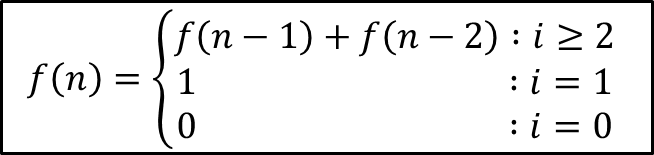 f(n − 1) + f(n − 2) : i ≥ 2
f(n) = { 1 : i = 1
0 : i = 0